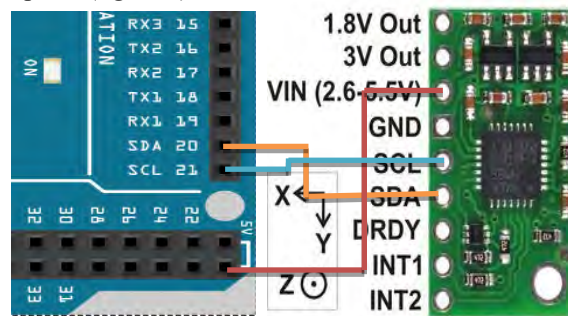 ATION
ON
RX3 15
TX2 16
RX2 17
TX1 18
RX1 19
SDA 20
SCL 21
32 30 28 26 24 22
5V
33 31
1.8V Out
3V Out
VIN (2.6-5.5V)
GND
SCL
SDA
DRDY
INT1
INT2
X
Y
Z